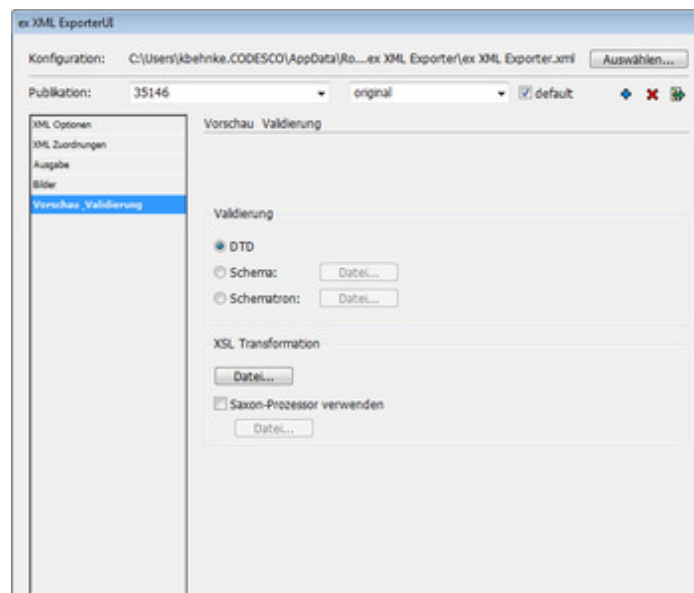 ex XML ExporterUI
Konfiguration: C:\Users\kbehnke.CODESCO\AppData\Ro....ex XML Exporter\ex XML Exporter.xml Auswählen...
Publikation: 35146 original default
XML Optionen
XML Zuordnungen
Ausgabe
Bilder
Vorschau_Validierung
Vorschau Validierung
Validierung
DTD
Schema: Datei...
Schematron: Datei...
XSL Transformation
Datei...
Saxon-Prozessor verwenden
Datei...